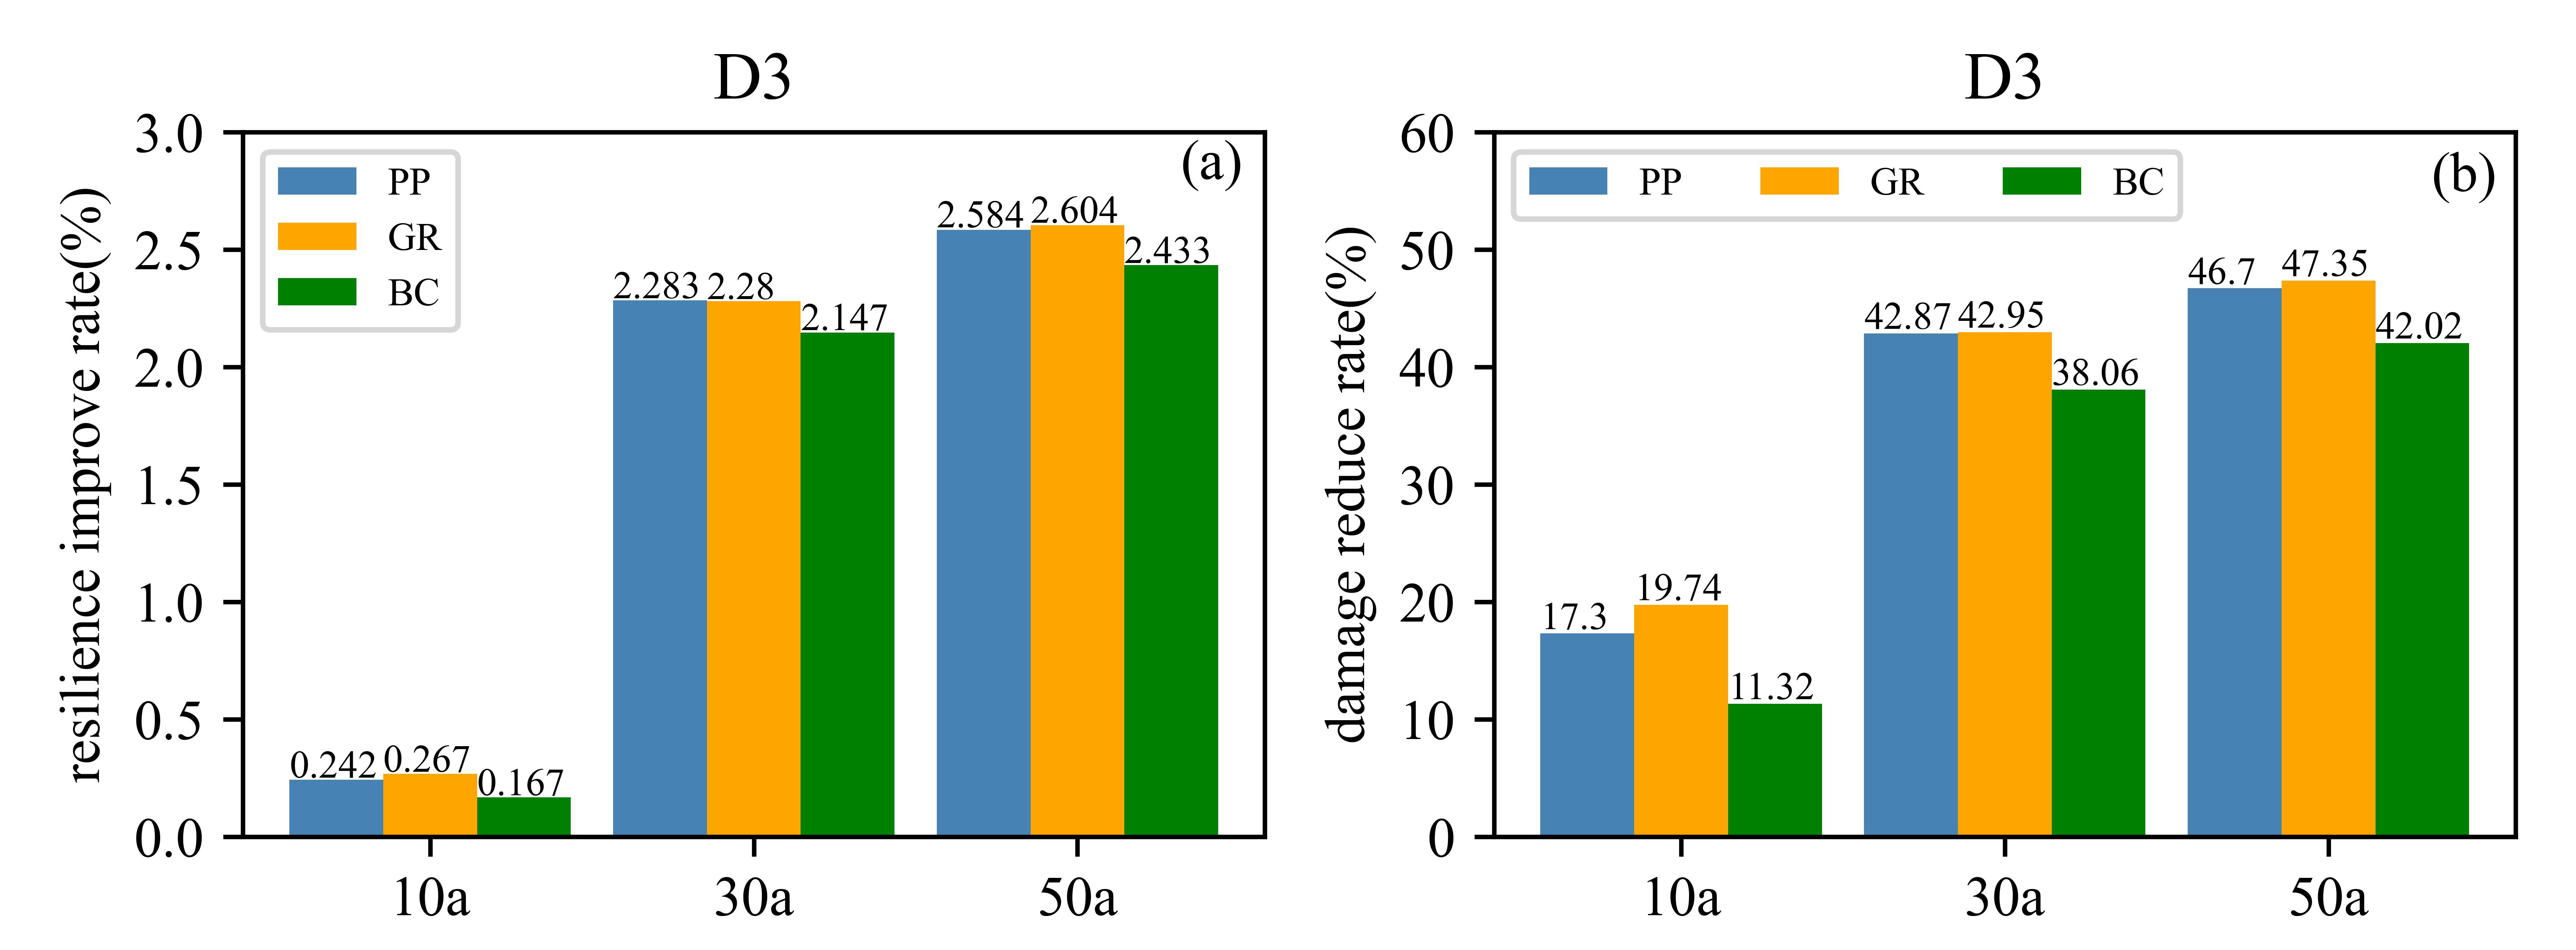 D3
(a)
PP
GR
BC
resilience improve rate(%)
3.0
2.5
2.0
1.5
1.0
0.5
0.0
0.242
0.267
0.167
2.283
2.28
2.147
2.584
2.604
2.433
10a
30a
50a
D3
(b)
PP GR BC
damage reduce rate(%)
60
50
40
30
20
10
0
17.3
19.74
11.32
42.87
42.95
38.06
46.7
47.35
42.02
10a
30a
50a